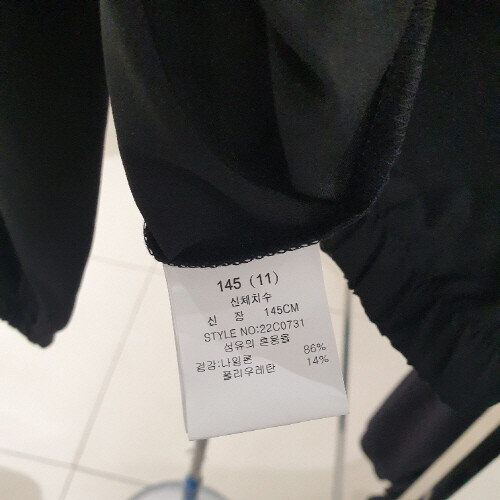 145 (11)
신체치수
신 장 145CM
STYLE NO:22C0731
섬유의 혼용율
겉감:나일론 86%
폴리우레탄 14%